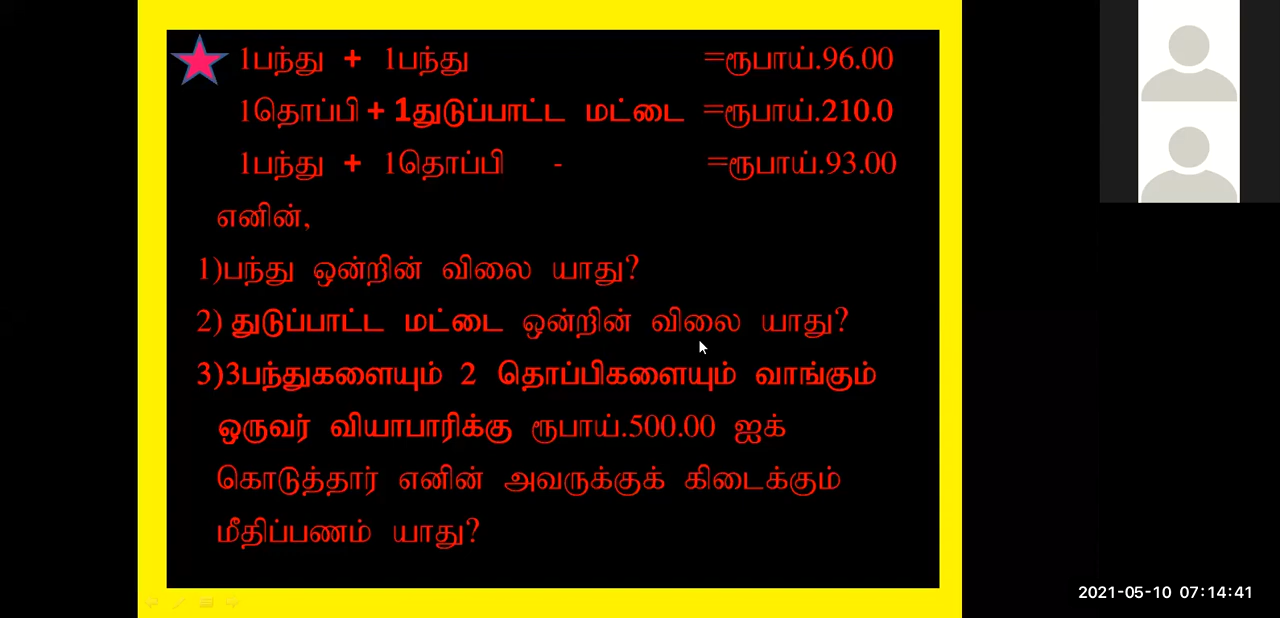 1பந்து + 1பந்து =ரூபாய்.96.00
1தொப்பி + 1துடுப்பாட்ட மட்டை =ரூபாய்.210.0
1பந்து + 1தொப்பி - =ரூபாய்.93.00
எனின்,
1)பந்து ஒன்றின் விலை யாது?
2) துடுப்பாட்ட மட்டை ஒன்றின் விலை யாது?
3)3பந்துகளையும் 2 தொப்பிகளையும் வாங்கும்
ஒருவர் வியாபாரிக்கு ரூபாய்.500.00 ஐக்
கொடுத்தார் எனின் அவருக்குக் கிடைக்கும்
மீதிப்பணம் யாது?
2021-05-10 07:14:41